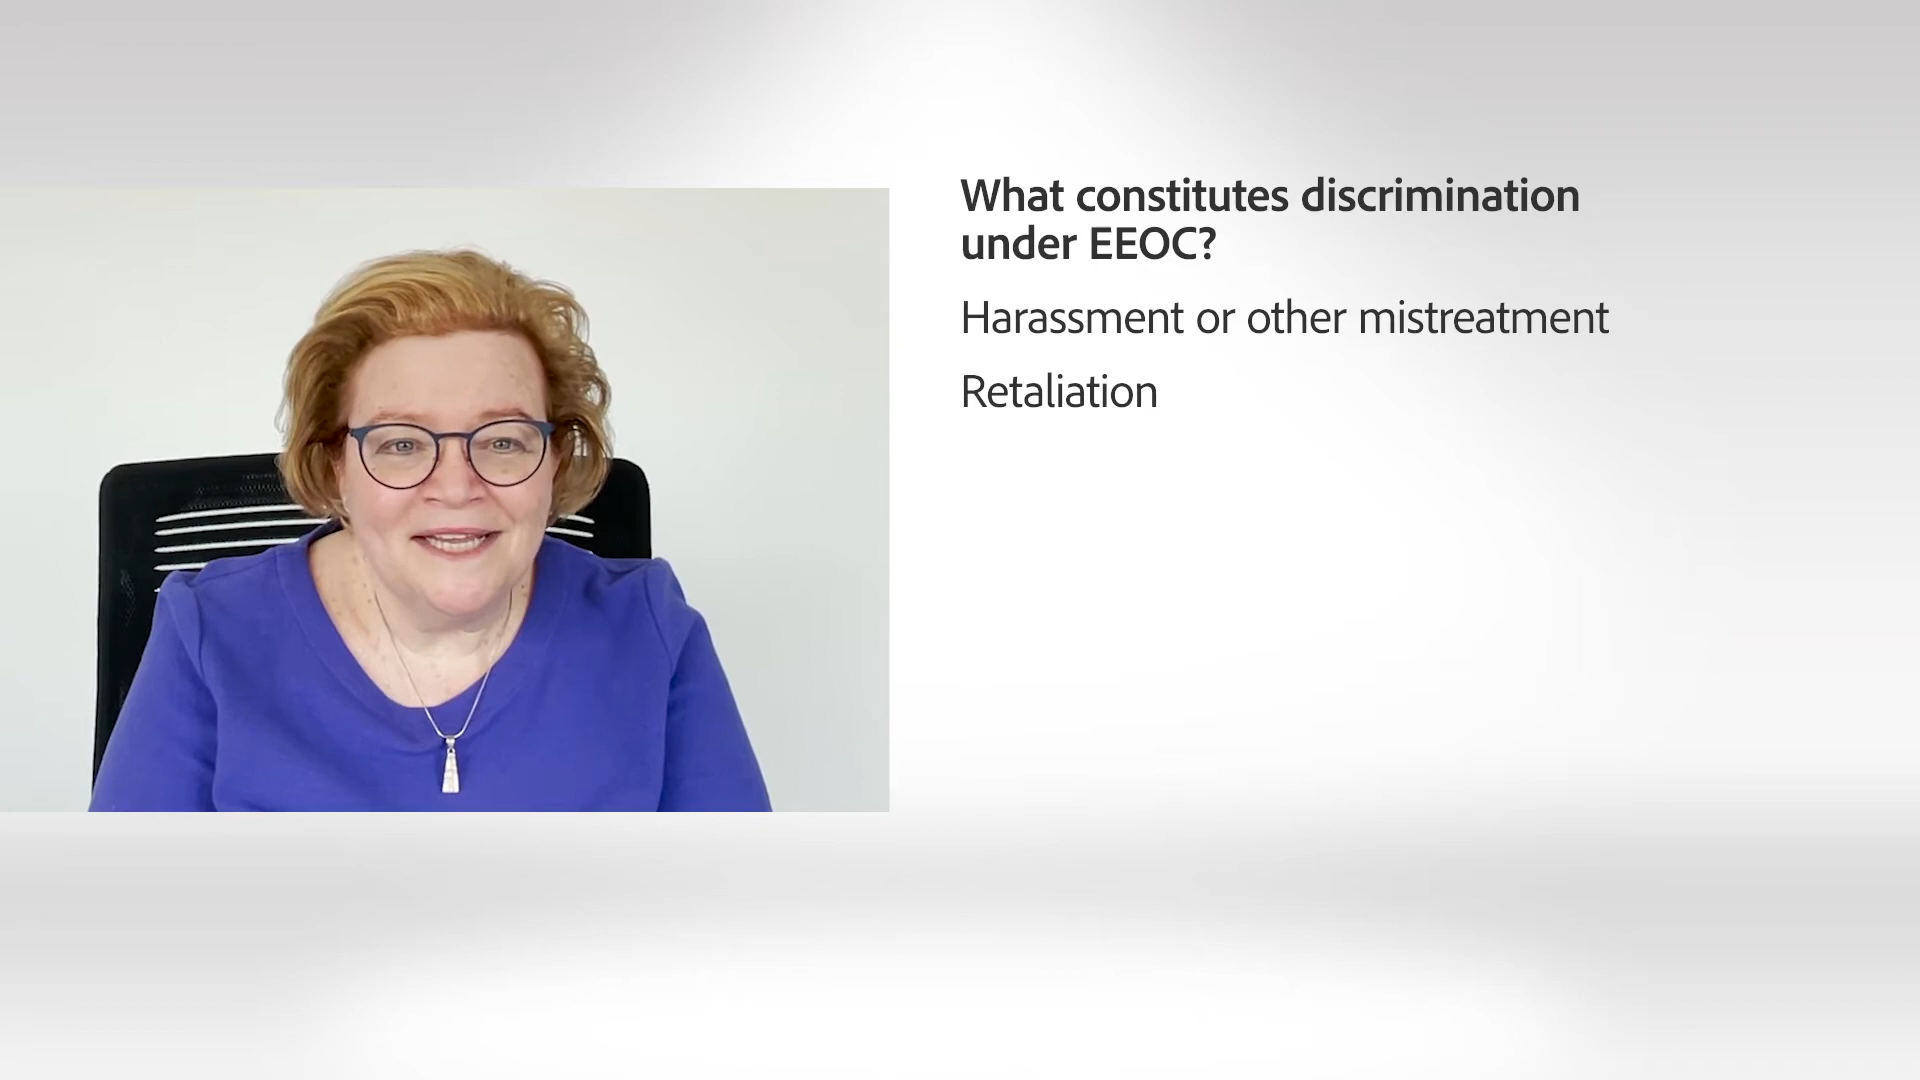 What constitutes discrimination
under EEOC?
Harassment or other mistreatment
Retaliation